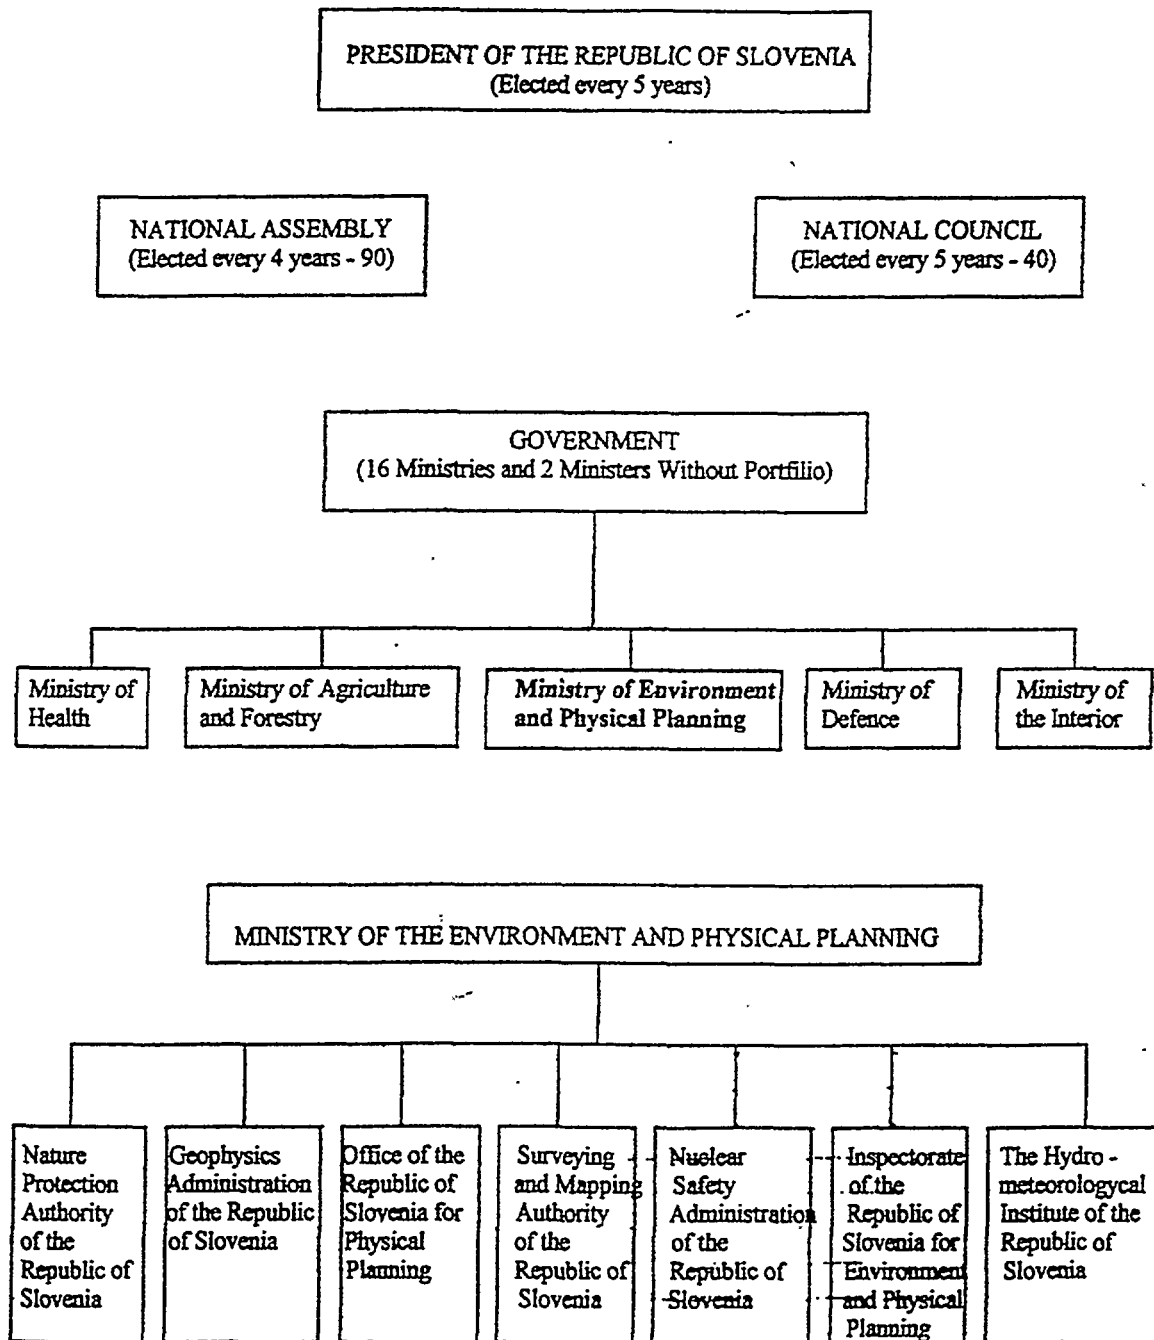 PRESIDENT OF THE REPUBLIC OF SLOVENIA
(Elected every 5 years)
NATIONAL ASSEMBLY
(Elected every 4 years - 90)
NATIONAL COUNCIL
(Elected every 5 years - 40)
GOVERNMENT
(16 Ministries and 2 Ministers Without Portfilio)
Ministry of
Health
Ministry of Agriculture
and Forestry
Ministry of Environment
and Physical Planning
Ministry of
Defence
Ministry of
the Interior
MINISTRY OF THE ENVIRONMENT AND PHYSICAL PLANNING
Nature
Protection
Authority
of the
Republic of
Slovenia
Geophysics
Administration
of the Republic
of Slovenia
Office of the
Republic of
Slovenia for
Physical
Planning
Surveying
and Mapping
Authority
of the
Republic of
Slovenia
Nuclear
Safety
Administration
of the
Republic of
Slovenia
Inspectorate
of the
Republic of
Slovenia for
Environment
and Physical
Planning
The Hydro -
meteorologycal
Institute of the
Republic of
Slovenia